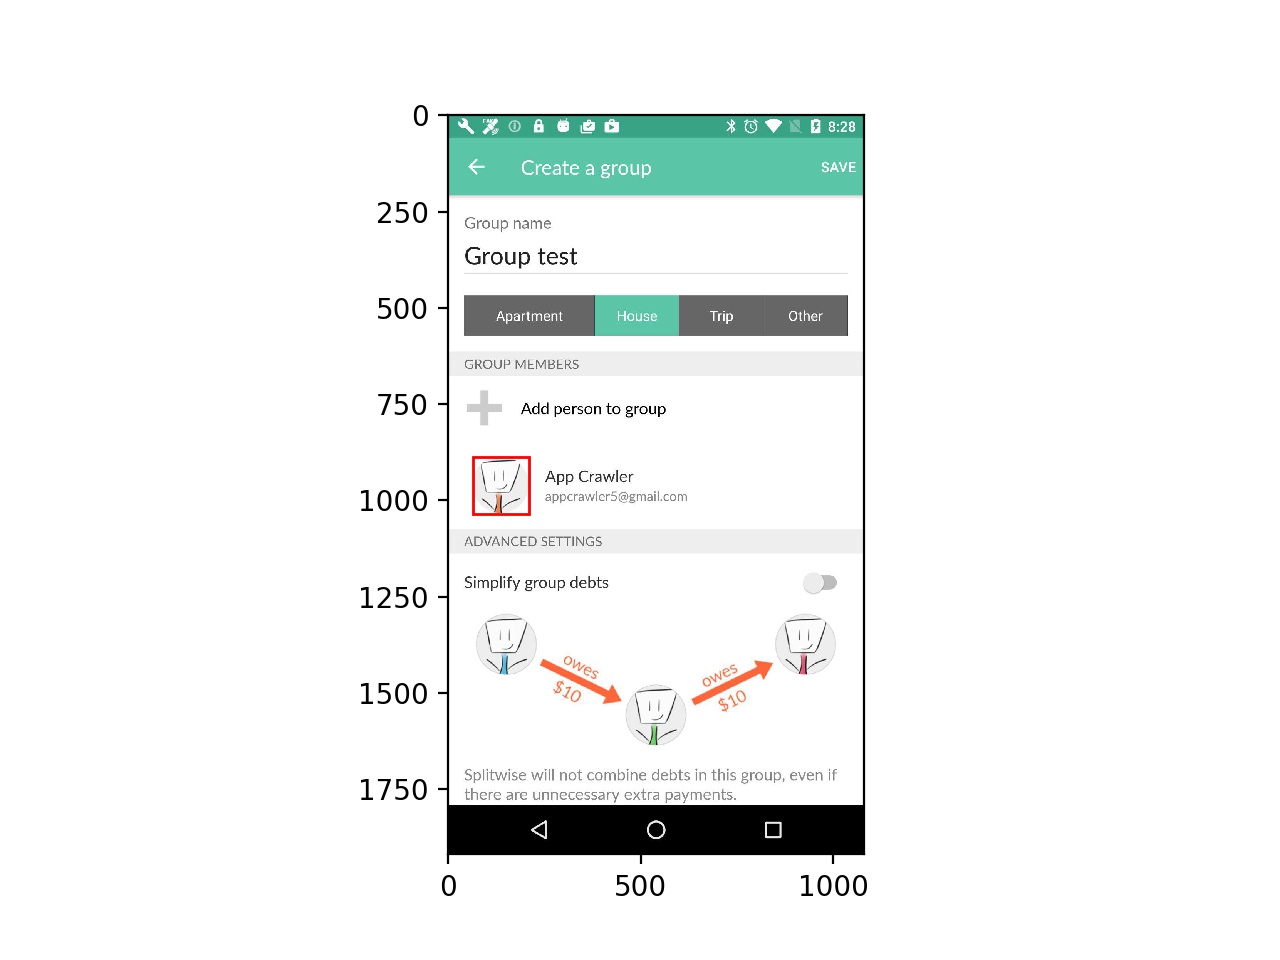 0
250
500
750
1000
1250
1500
1750
0
500
1000
8:28
Create a group
SAVE
Group name
Group test
Apartment
House
Trip
Other
GROUP MEMBERS
Add person to group
App Crawler
appcrawler5@gmail.com
ADVANCED SETTINGS
Simplify group debts
owes
$10
owes
$10
Splitwise will not combine debts in this group, even if
there are unnecessary extra payments.